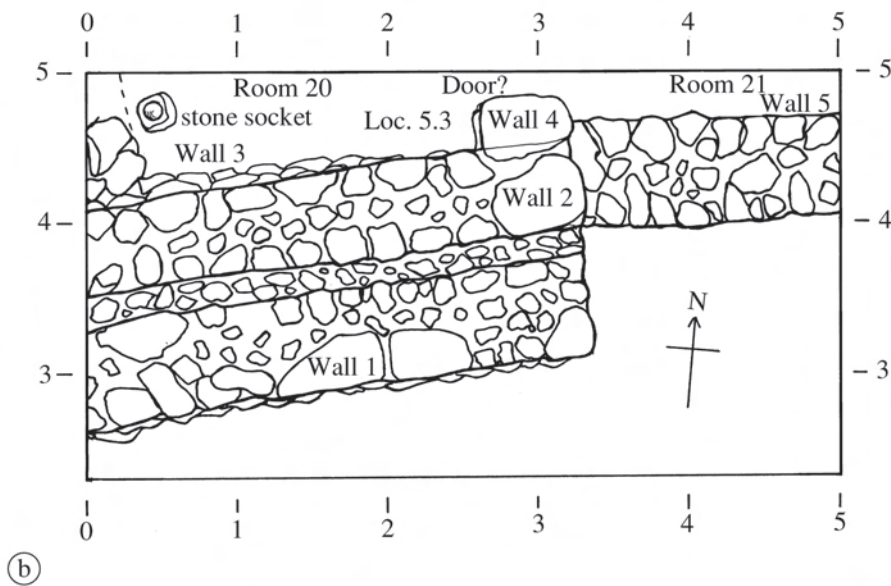 0 1 2 3 4 5
5 Room 20 Door? Room 21 5
Wall 5
stone socket Loc. 5.3 Wall 4
Wall 3
4 Wall 2 4
N
3 Wall 1 3
0 1 2 3 4 5
b